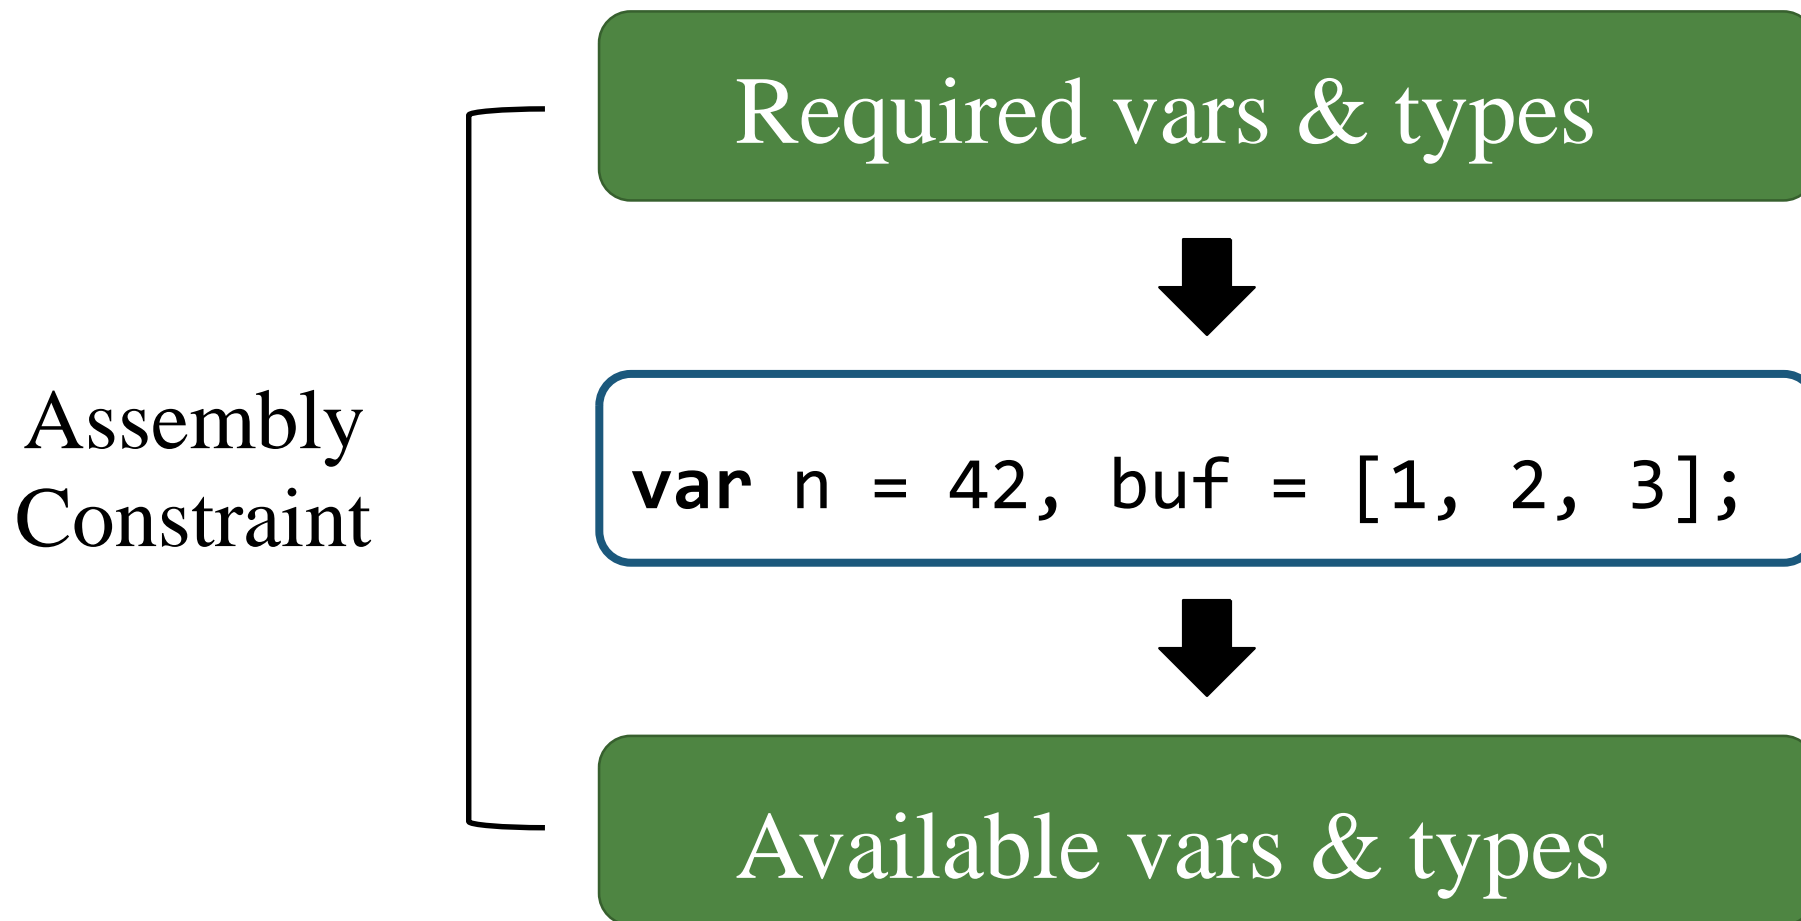 Required vars & types
Assembly
Constraint
var n = 42, buf = [1, 2, 3];
Available vars & types